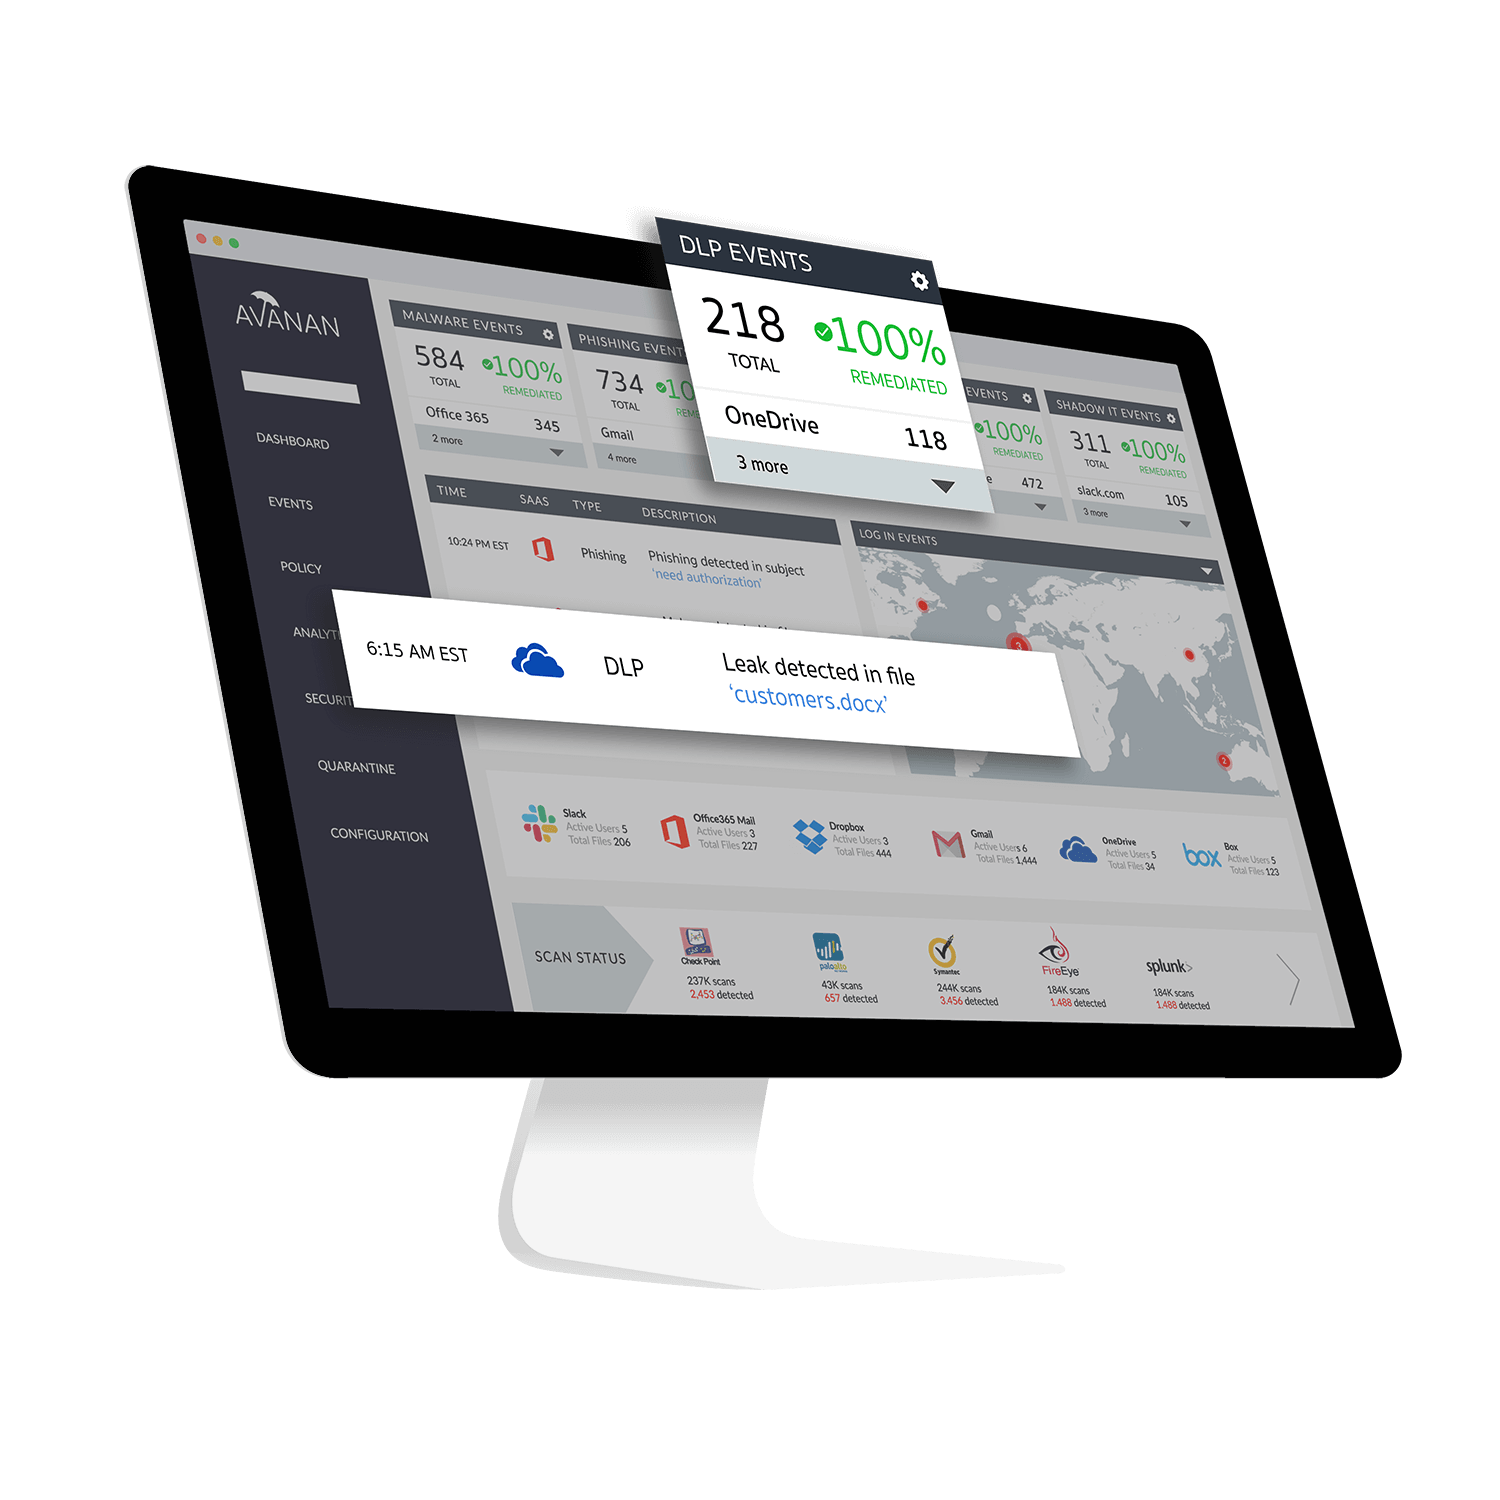 AVANAN
DASHBOARD
EVENTS
POLICY
QUARANTINE
CONFIGURATION
MALWARE EVENTS
584
TOTAL
100%
REMEDIATED
Office 365 345
2 more
PHISHING EVENT
734
TOTAL
Gmail
4 more
DLP EVENTS
218
TOTAL
100%
REMEDIATED
OneDrive 118
3 more
EVENTS
100%
REMEDIATED
472
SHADOW IT EVENTS
311
TOTAL
100%
REMEDIATED
slack.com 105
3 more
TIME SAAS TYPE DESCRIPTION
10:24 PM EST Phishing Phishing detected in subject
'need authorization'
6:15 AM EST DLP Leak detected in file
'customers.docx'
LOG IN EVENTS
3
2
Slack
Active Users 5
Total Files 206
Office365 Mail
Active Users 3
Total Files 227
Dropbox
Active Users 3
Total Files 444
Gmail
Active Users 6
Total Files 1,444
OneDrive
Active Users 5
Total Files 34
box
Box
Active Users 5
Total Files 123
SCAN STATUS
Check Point
237K scans
2,453 detected
paloalto
43K scans
657 detected
Symantec
244K scans
3.456 detected
FireEye
184K scans
1.488 detected
splunk>
184K scans
1.488 detected